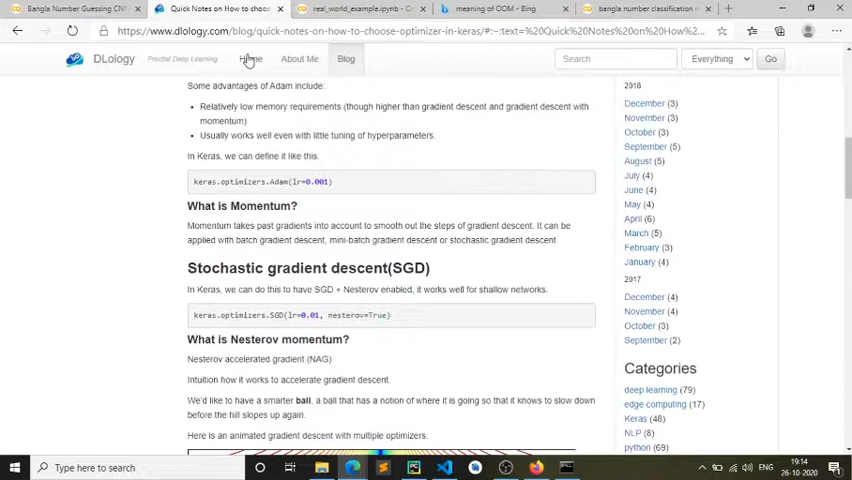 Bangla Number Guessing CNN
Quick Notes on How to choos
real_world_example.ipynb - C
meaning of OOM - Bing
bangla number classification
https://www.dlology.com/blog/quick-notes-on-how-to-choose-optimizer-in-keras/#:~:text=%20Quick%20Notes%20on%20How...
DLology
Practial Deep Learning
Home
About Me
Blog
Search
Everything
Go
Some advantages of Adam include:
• Relatively low memory requirements (though higher than gradient descent and gradient descent with
momentum)
• Usually works well even with little tuning of hyperparameters.
In Keras, we can define it like this.
keras.optimizers.Adam(lr=0.001)
What is Momentum?
Momentum takes past gradients into account to smooth out the steps of gradient descent. It can be
applied with batch gradient descent, mini-batch gradient descent or stochastic gradient descent
Stochastic gradient descent(SGD)
In Keras, we can do this to have SGD + Nesterov enabled, it works well for shallow networks.
keras.optimizers.SGD(lr=0.01, nesterov=True)
What is Nesterov momentum?
Nesterov accelerated gradient (NAG)
Intuition how it works to accelerate gradient descent.
We'd like to have a smarter ball, a ball that has a notion of where it is going so that it knows to slow down
before the hill slopes up again.
Here is an animated gradient descent with multiple optimizers.
2018
December (3)
November (3)
October (3)
September (5)
August (5)
July (4)
June (4)
May (4)
April (6)
March (5)
February (3)
January (4)
2017
December (4)
November (4)
October (4)
September (2)
Categories
deep learning (79)
edge computing (17)
Keras (48)
NLP (8)
python (69)
Type here to search
ENG
19:14
26-10-2020